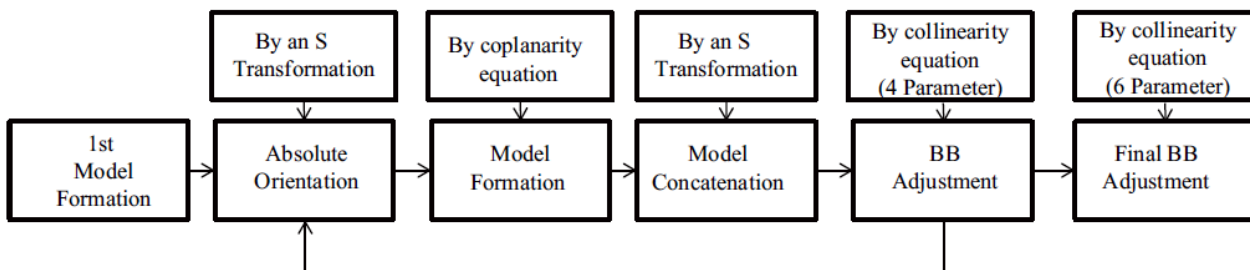 By an S
Transformation
By coplanarity
equation
By an S
Transformation
By collinearity
equation
(4 Parameter)
By collinearity
equation
(6 Parameter)
1st
Model
Formation
Absolute
Orientation
Model
Formation
Model
Concatenation
BB
Adjustment
Final BB
Adjustment